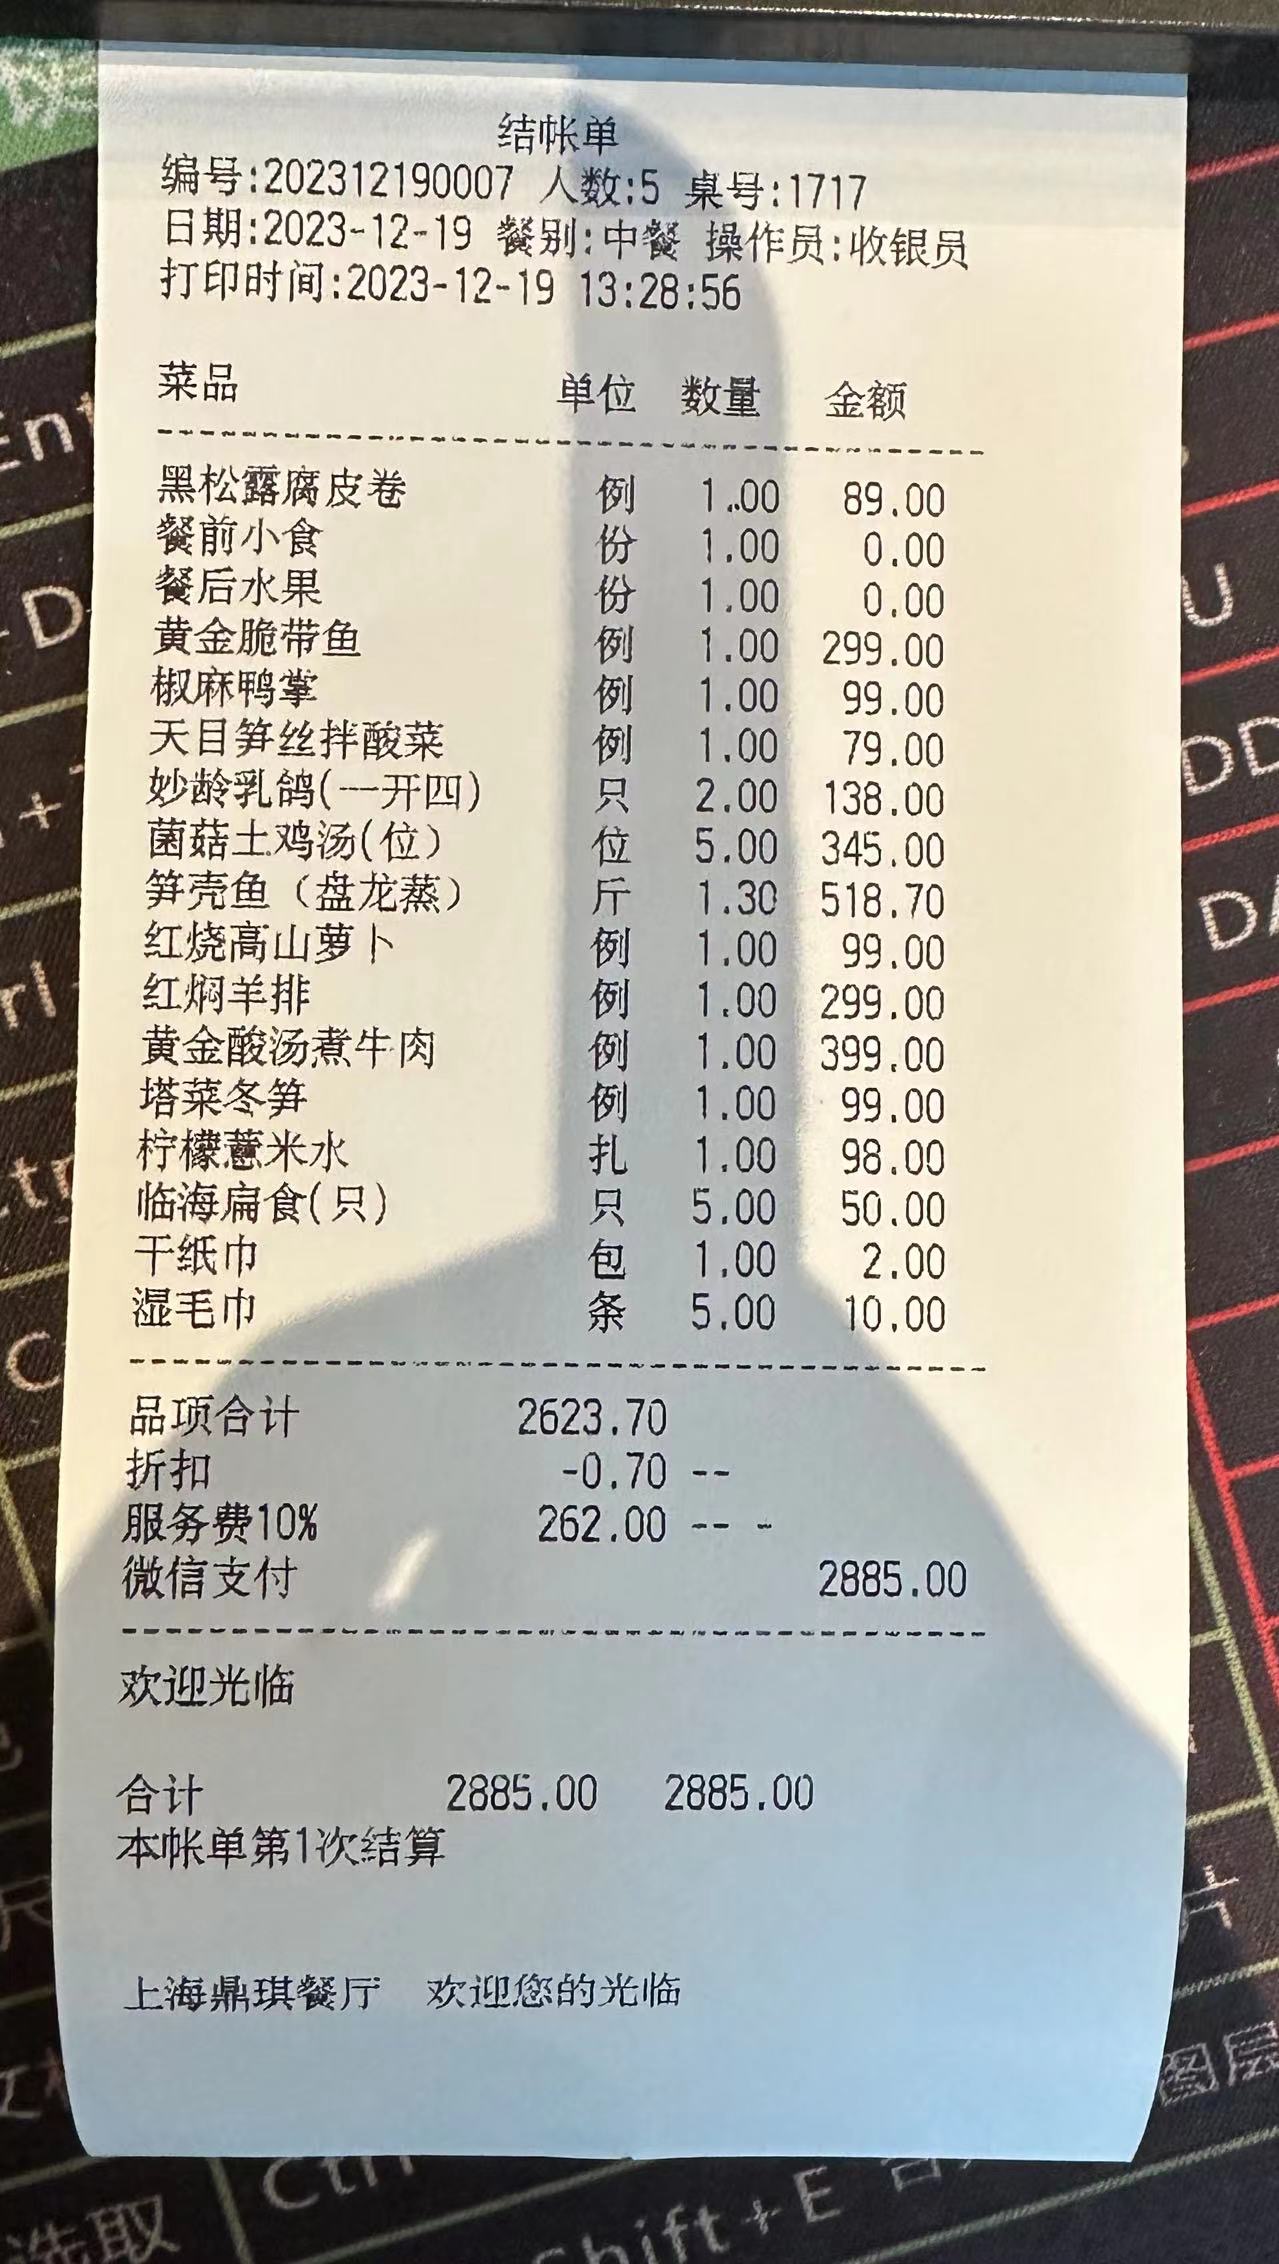 结帐单
编号:202312190007 人数:5 桌号:1717
日期:2023-12-19 餐别:中餐 操作员:收银员
打印时间:2023-12-19 13:28:56
菜品 单位 数量 金额
黑松露腐皮卷 例 1.00 89.00
餐前小食 份 1.00 0.00
餐后水果 份 1.00 0.00
黄金脆带鱼 例 1.00 299.00
椒麻鸭掌 例 1.00 99.00
天目笋丝拌酸菜 例 1.00 79.00
妙龄乳鸽(一开四) 只 2.00 138.00
菌菇土鸡汤(位) 位 5.00 345.00
笋壳鱼（盘龙蒸） 斤 1.30 518.70
红烧高山萝卜 例 1.00 99.00
红焖羊排 例 1.00 299.00
黄金酸汤煮牛肉 例 1.00 399.00
塔菜冬笋 例 1.00 99.00
柠檬薏米水 扎 1.00 98.00
临海扁食(只) 只 5.00 50.00
干纸巾 包 1.00 2.00
湿毛巾 条 5.00 10.00
品项合计 2623.70
折扣 -0.70 --
服务费10% 262.00 -- -
微信支付 2885.00
欢迎光临
合计 2885.00 2885.00
本帐单第1次结算
上海鼎琪餐厅 欢迎您的光临
DD
U
图层
选取
Shift+E